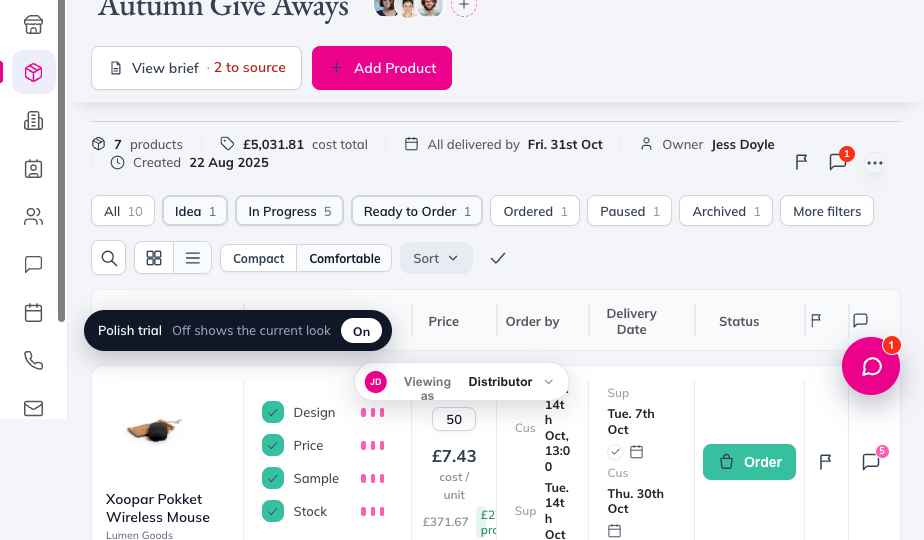 Autumn Give Aways
View brief · 2 to source
Add Product
7 products
£5,031.81 cost total
All delivered by Fri. 31st Oct
Owner Jess Doyle
Created 22 Aug 2025
1
All 10
Idea 1
In Progress 5
Ready to Order 1
Ordered 1
Paused 1
Archived 1
More filters
Compact
Comfortable
Sort
Polish trial Off shows the current look On
Price
Order by
Delivery
Date
Status
1
JD
Viewing
as
Distributor
Xoopar Pokket
Wireless Mouse
Lumen Goods
Design
Price
Sample
Stock
50
£7.43
cost /
unit
£371.67
Cus
14t
h
Oct,
13:0
0
Sup
Tue.
14t
h
Oct
Sup
Tue. 7th
Oct
Cus
Thu. 30th
Oct
Order
5